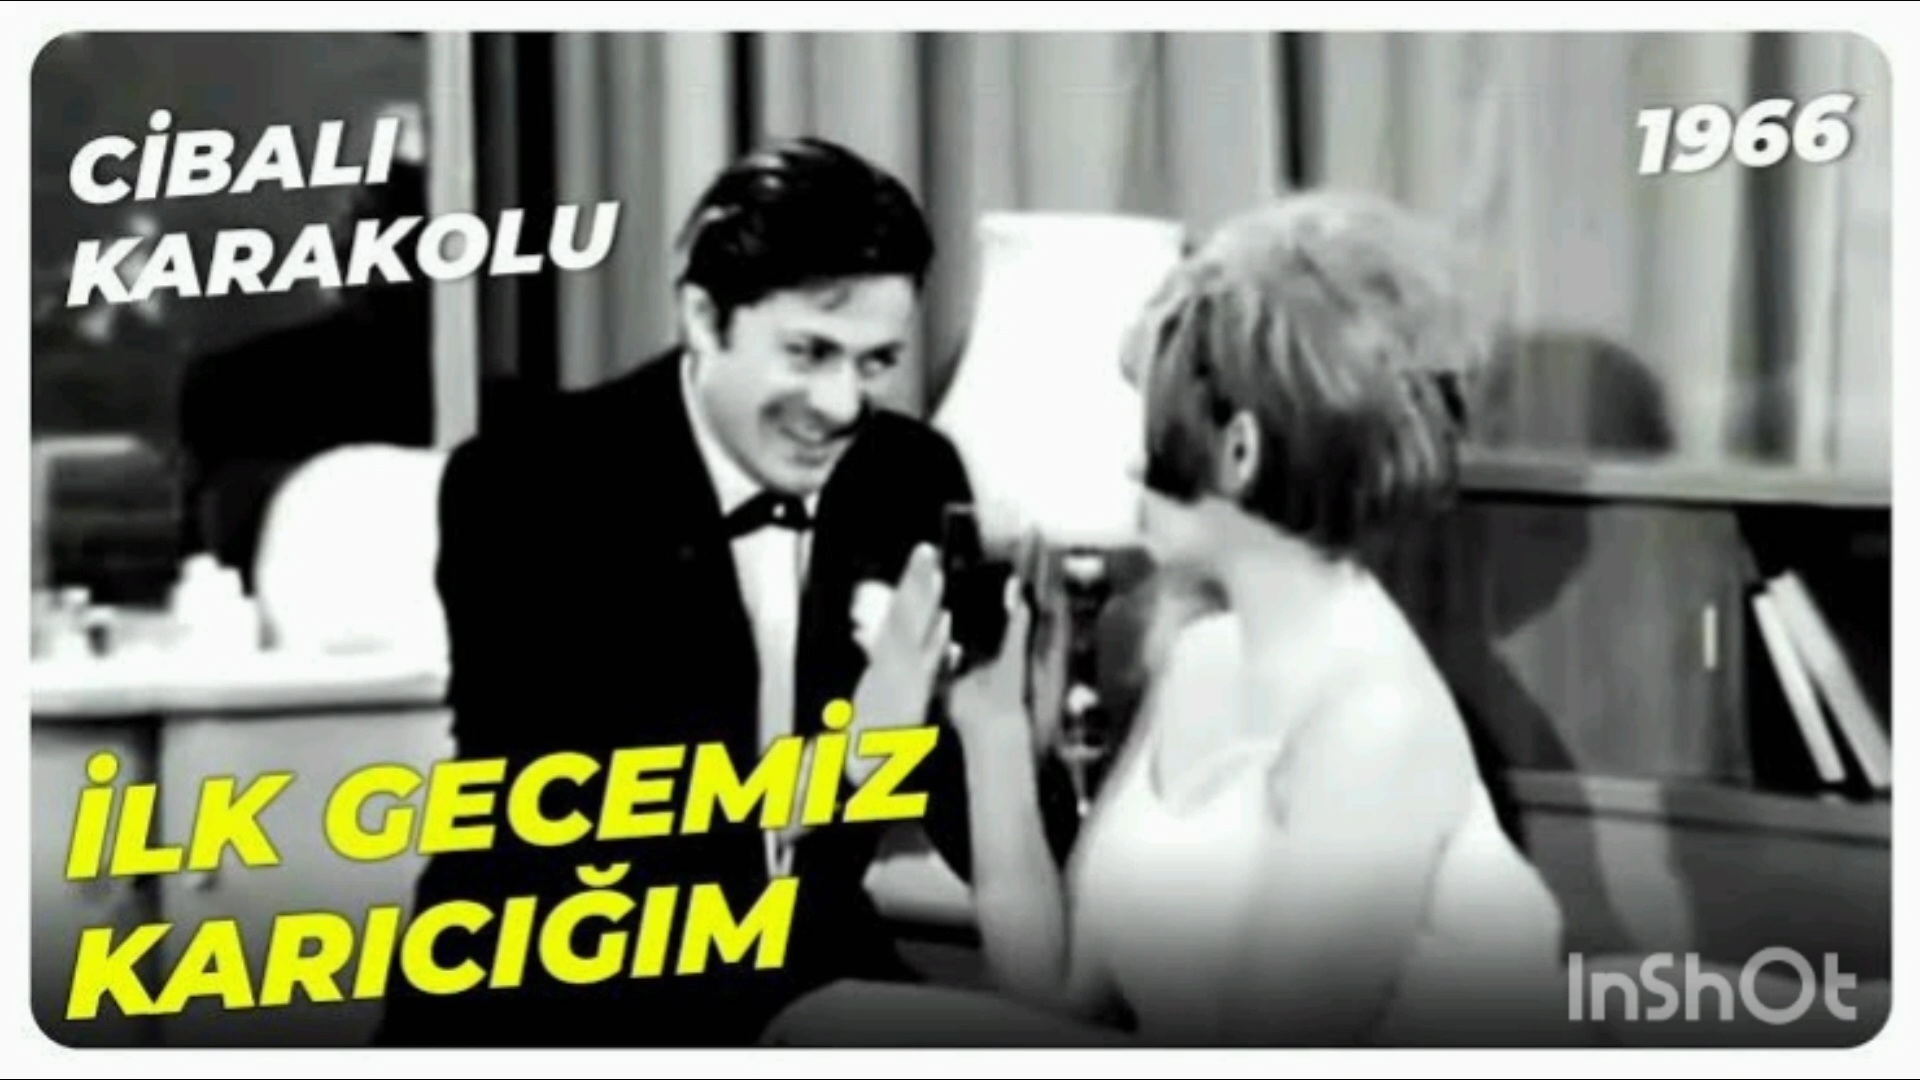 CİBALI
KARAKOLU
1966
İLK GECEMİZ
KARICIĞIM
InShOt